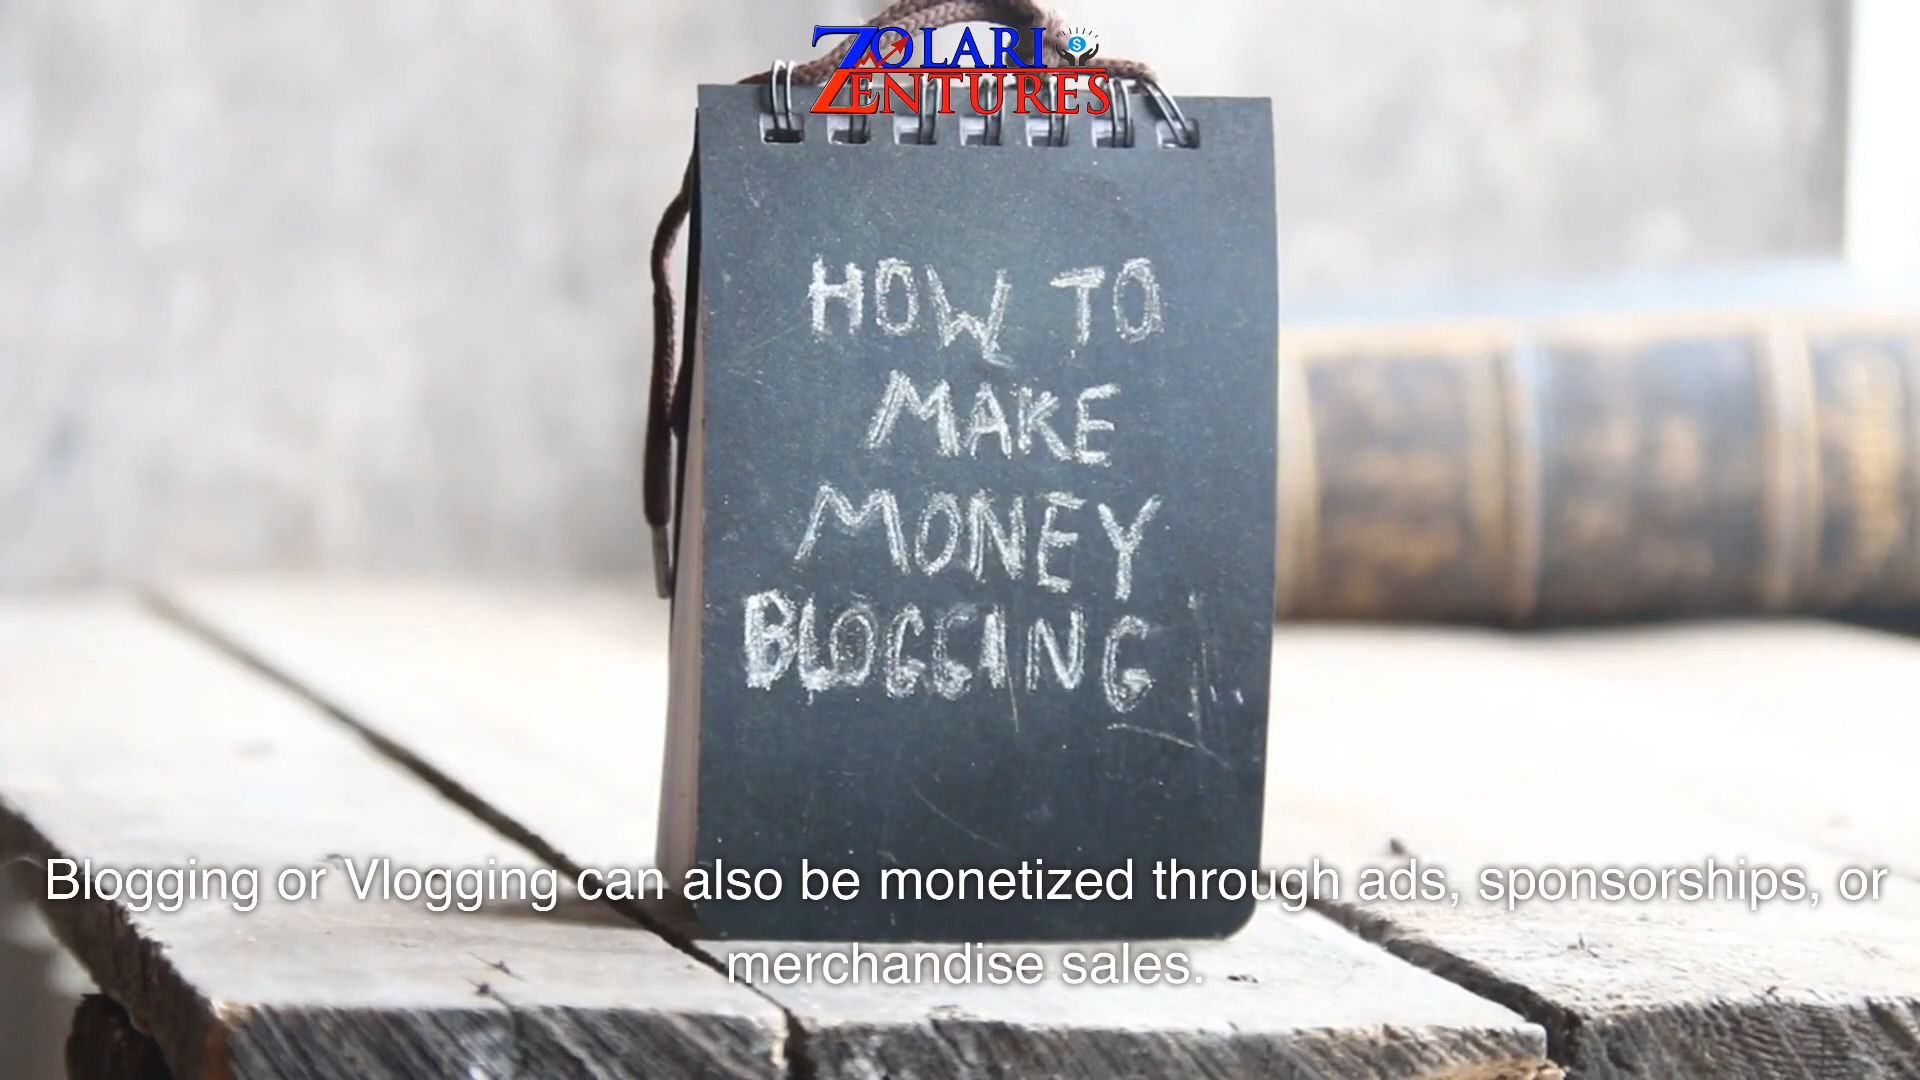 ZOLARI
VENTURES
HOW TO
MAKE
MONEY
BLOGGING
Blogging or Vlogging can also be monetized through ads, sponsorships, or
merchandise sales.